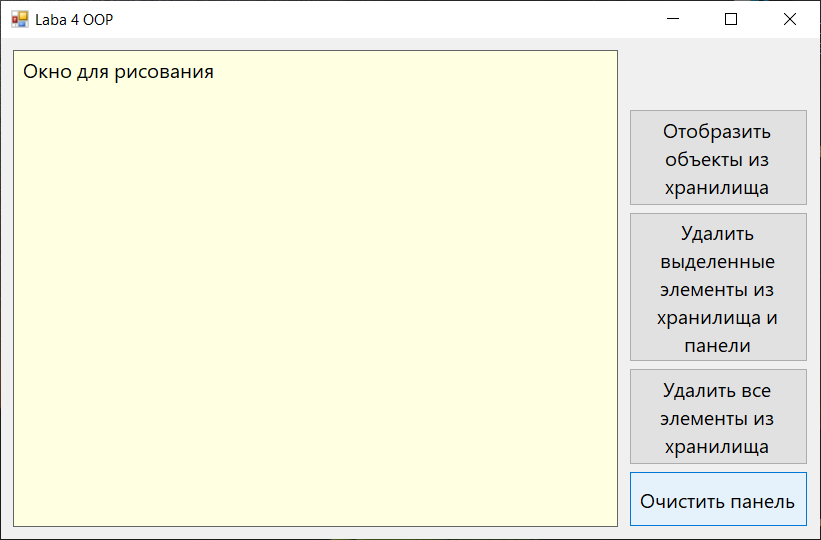 Laba 4 OOP
Окно для рисования
Отобразить
объекты из
хранилища
Удалить
выделенные
элементы из
хранилища и
панели
Удалить все
элементы из
хранилища
Очистить панель